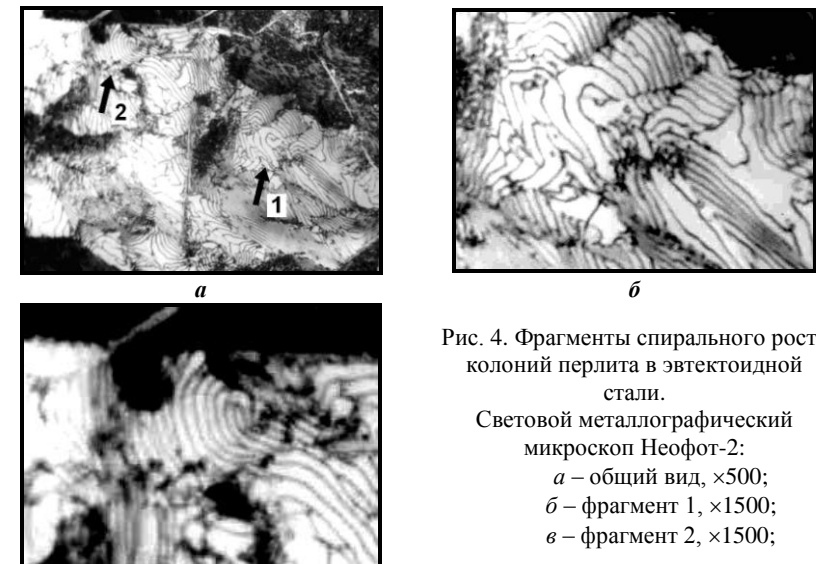 2
1
а
б
Рис. 4. Фрагменты спирального рост
колоний перлита в эвтектоидной
стали.
Световой металлографический
микроскоп Неофот-2:
а – общий вид, ×500;
б – фрагмент 1, ×1500;
в – фрагмент 2, ×1500;